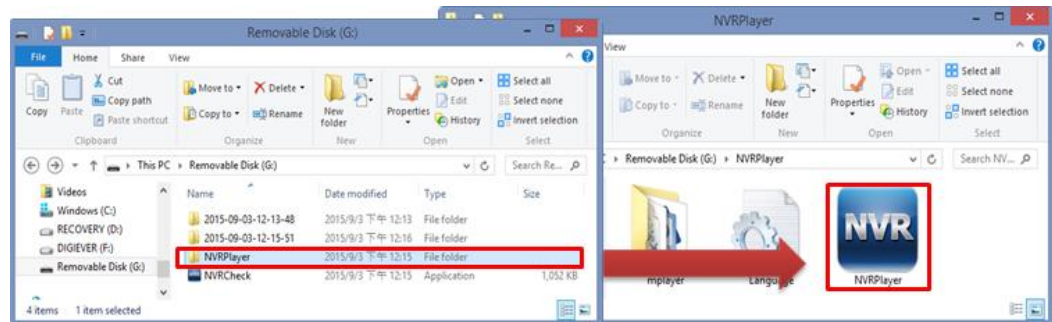 Removable Disk (G:)
File Home Share View
Copy
Paste
Cut
Copy path
Paste shortcut
Clipboard
Move to
Copy to
Delete
Rename
Organize
New folder
New
Properties
Open
Edit
History
Open
Select all
Select none
Invert selection
Select
This PC Removable Disk (G:)
Search Re...
Videos
Windows (C:)
RECOVERY (D:)
DIGIEVER (F:)
Removable Disk (G:)
Name Date modified Type Size
2015-09-03-12-13-48 2015/9/3 下午 12:13 File folder
2015-09-03-12-15-51 2015/9/3 下午 12:16 File folder
NVRPlayer 2015/9/3 下午 12:15 File folder
NVRCheck 2015/9/3 下午 12:15 Application 1,052 KB
4 items 1 item selected
NVRPlayer
View
Move to
Copy to
Delete
Rename
Organize
New folder
New
Properties
Open
Edit
History
Open
Select all
Select none
Invert selection
Select
Removable Disk (G:) NVRPlayer
Search NV...
mplayer
Language
NVR
NVRPlayer